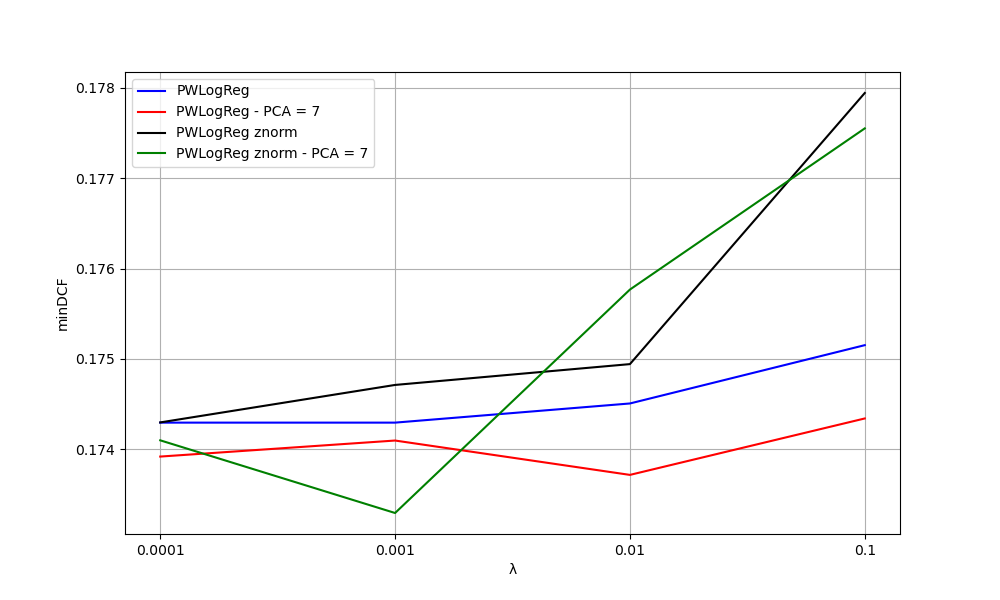 PWLogReg
PWLogReg - PCA = 7
PWLogReg znorm
PWLogReg znorm - PCA = 7
0.178
0.177
0.176
0.175
0.174
minDCF
0.0001 0.001 0.01 0.1
λ